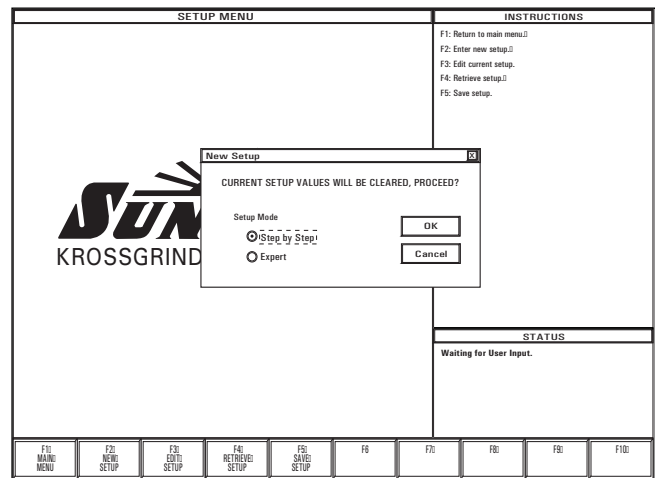 SETUP MENU
INSTRUCTIONS
F1: Return to main menu.
F2: Enter new setup.
F3: Edit current setup.
F4: Retrieve setup.
F5: Save setup.
New Setup
X
CURRENT SETUP VALUES WILL BE CLEARED, PROCEED?
Setup Mode
Step by Step
Expert
OK
Cancel
SUN
KROSSGRIND
STATUS
Waiting for User Input.
F1
MAIN
MENU
F2
NEW
SETUP
F3
EDIT
SETUP
F4
RETRIEVE
SETUP
F5
SAVE
SETUP
F6
F7
F8
F9
F10